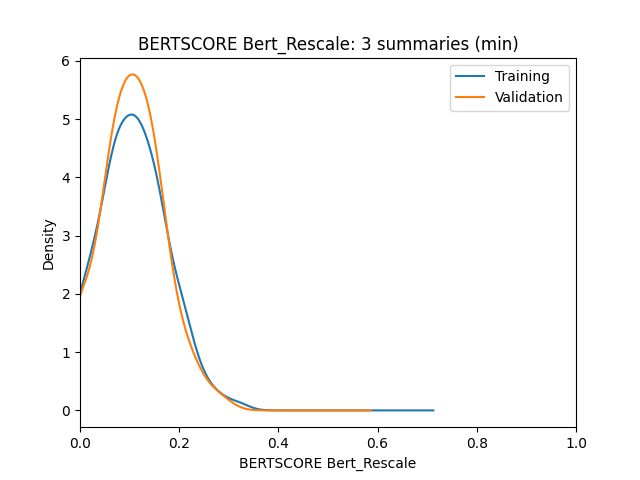 BERTSCORE Bert_Rescale: 3 summaries (min)
Training
Validation
6
5
4
3
2
1
0
Density
0.0 0.2 0.4 0.6 0.8 1.0
BERTSCORE Bert_Rescale